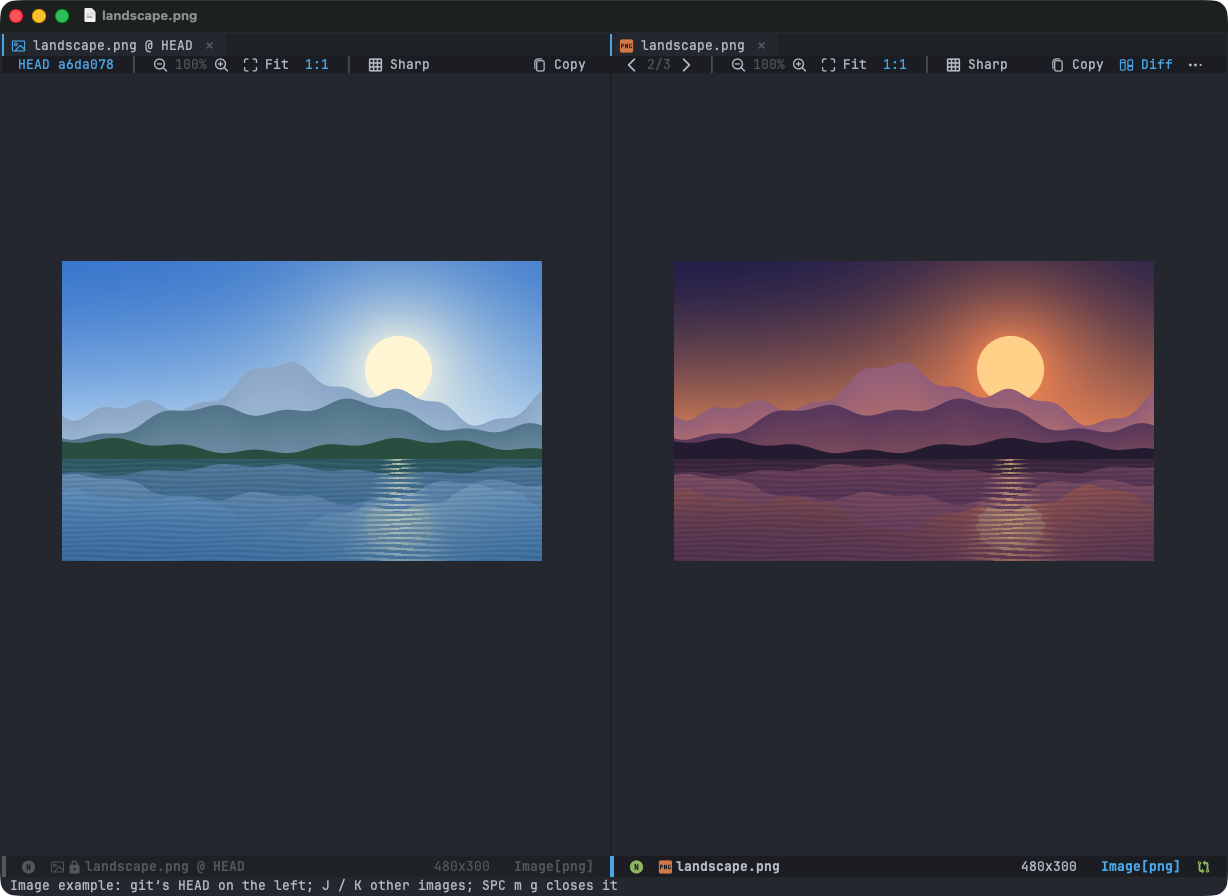 landscape.png
landscape.png @ HEAD ×
HEAD a6da078 100% Fit 1:1 Sharp Copy
landscape.png ×
2/3 100% Fit 1:1 Sharp Copy Diff ...
N landscape.png @ HEAD 480x300 Image[png]
N PNG landscape.png 480x300 Image[png]
Image example: git's HEAD on the left; J / K other images; SPC m g closes it